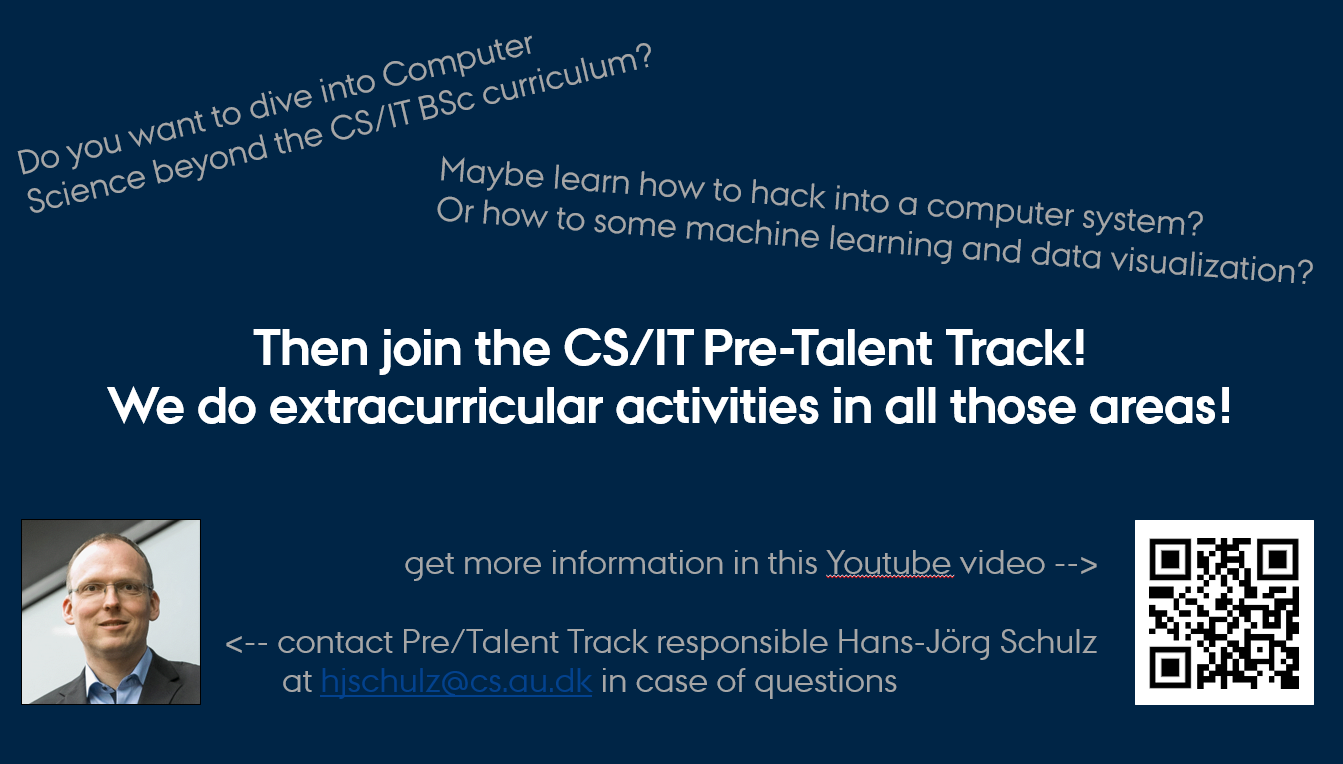 Do you want to dive into Computer
Science beyond the CS/IT BSc curriculum?
Maybe learn how to hack into a computer system?
Or how to some machine learning and data visualization?
Then join the CS/IT Pre-Talent Track!
We do extracurricular activities in all those areas!
get more information in this Youtube video -->
<-- contact Pre/Talent Track responsible Hans-Jörg Schulz
at hjschulz@cs.au.dk in case of questions